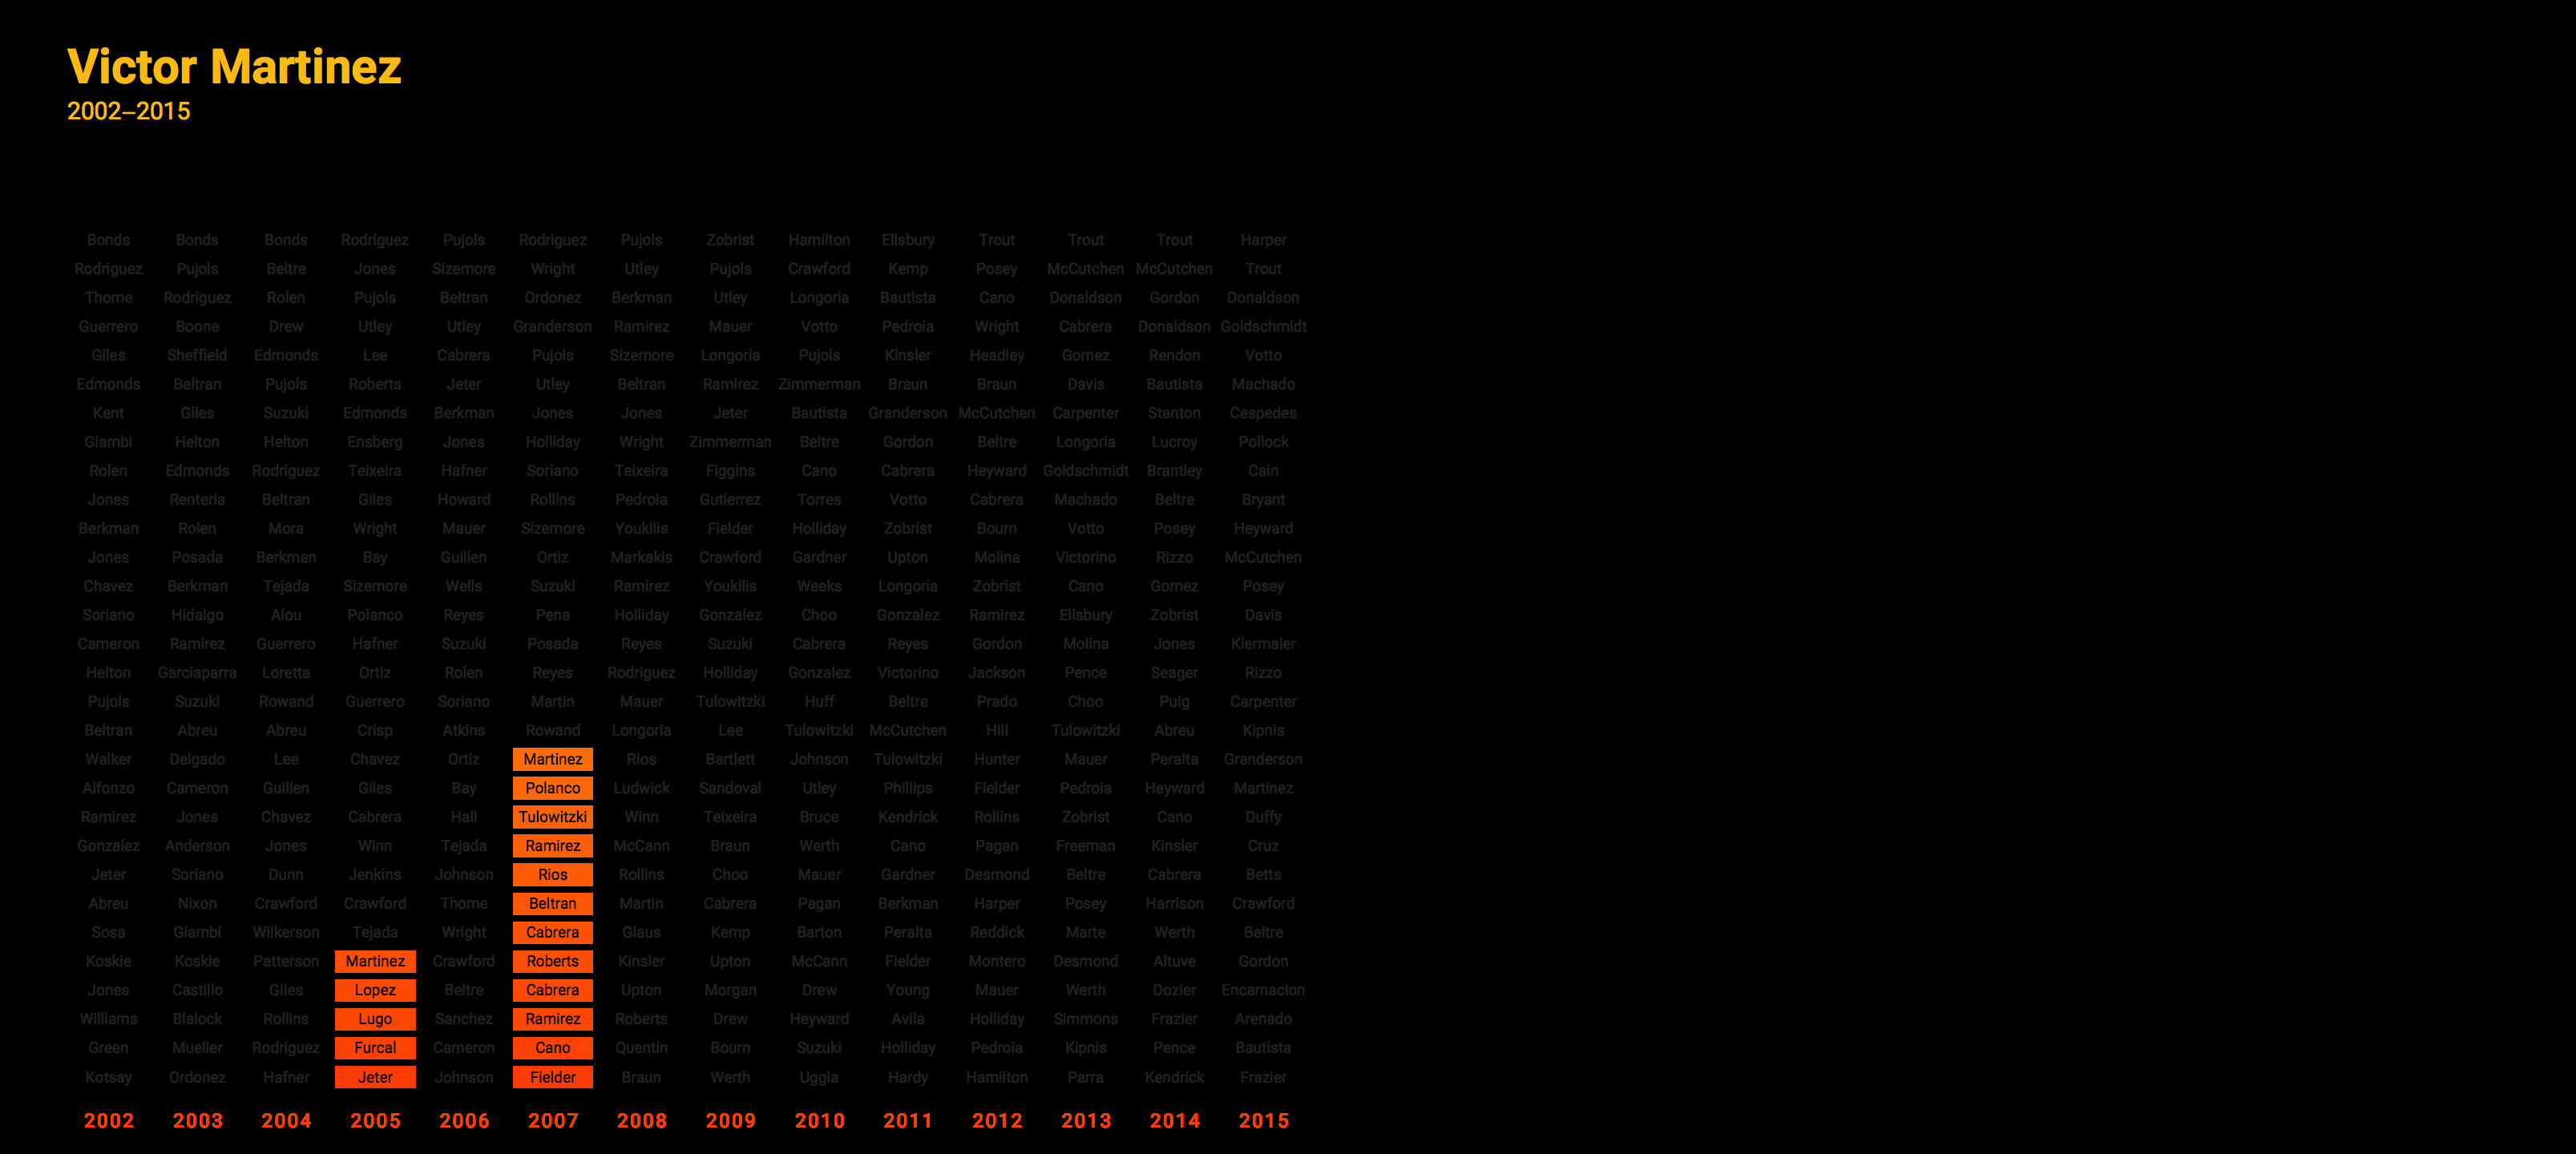 Victor Martinez
2002–2015
Bonds Bonds Bonds Rodriguez Pujols Rodriguez Pujols Zobrist Hamilton Ellsbury Trout Trout Trout Harper
Rodriguez Pujols Beltre Jones Sizemore Wright Utley Pujols Crawford Kemp Posey McCutchen McCutchen Trout
Thome Rodriguez Rolen Pujols Beltran Ordonez Berkman Utley Longoria Bautista Cano Donaldson Gordon Donaldson
Guerrero Boone Drew Utley Utley Granderson Ramirez Mauer Votto Pedroia Wright Cabrera Donaldson Goldschmidt
Giles Sheffield Edmonds Lee Cabrera Pujols Sizemore Longoria Pujols Kinsler Headley Gomez Rendon Votto
Edmonds Beltran Pujols Roberts Jeter Utley Beltran Ramirez Zimmerman Braun Braun Davis Bautista Machado
Kent Giles Suzuki Edmonds Berkman Jones Jones Jeter Bautista Granderson McCutchen Carpenter Stanton Cespedes
Giambi Helton Helton Ensberg Jones Holliday Wright Zimmerman Beltre Gordon Beltre Longoria Lucroy Pollock
Rolen Edmonds Rodriguez Teixeira Hafner Soriano Teixeira Figgins Cano Cabrera Heyward Goldschmidt Brantley Cain
Jones Renteria Beltran Giles Howard Rollins Pedroia Gutierrez Torres Votto Cabrera Machado Beltre Bryant
Berkman Rolen Mora Wright Mauer Sizemore Youkilis Fielder Holliday Zobrist Bourn Votto Posey Heyward
Jones Posada Berkman Bay Guillen Ortiz Markakis Crawford Gardner Upton Molina Victorino Rizzo McCutchen
Chavez Berkman Tejada Sizemore Wells Suzuki Ramirez Youkilis Weeks Longoria Zobrist Cano Gomez Posey
Soriano Hidalgo Alou Polanco Reyes Pena Holliday Gonzalez Choo Gonzalez Ramirez Ellsbury Zobrist Davis
Cameron Ramirez Guerrero Hafner Suzuki Posada Reyes Suzuki Cabrera Reyes Gordon Molina Jones Kiermaier
Helton Garciaparra Loretta Ortiz Rolen Reyes Rodriguez Holliday Gonzalez Victorino Jackson Pence Seager Rizzo
Pujols Suzuki Rowand Guerrero Soriano Martin Mauer Tulowitzki Huff Beltre Prado Choo Puig Carpenter
Beltran Abreu Abreu Crisp Atkins Rowand Longoria Lee Tulowitzki McCutchen Hill Tulowitzki Abreu Kipnis
Walker Delgado Lee Chavez Ortiz Martinez Rios Bartlett Johnson Tulowitzki Hunter Mauer Peralta Granderson
Alfonzo Cameron Guillen Giles Bay Polanco Ludwick Sandoval Utley Phillips Fielder Pedroia Heyward Martinez
Ramirez Jones Chavez Cabrera Hall Tulowitzki Winn Teixeira Bruce Kendrick Rollins Zobrist Cano Duffy
Gonzalez Anderson Jones Winn Tejada Ramirez McCann Braun Werth Cano Pagan Freeman Kinsler Cruz
Jeter Soriano Dunn Jenkins Johnson Rios Rollins Choo Mauer Gardner Desmond Beltre Cabrera Betts
Abreu Nixon Crawford Crawford Thome Beltran Martin Cabrera Pagan Berkman Harper Posey Harrison Crawford
Sosa Giambi Wilkerson Tejada Wright Cabrera Glaus Kemp Barton Peralta Reddick Marte Werth Beltre
Koskie Koskie Patterson Martinez Crawford Roberts Kinsler Upton McCann Fielder Montero Desmond Altuve Gordon
Jones Castillo Giles Lopez Beltre Cabrera Upton Morgan Drew Young Mauer Werth Dozier Encarnacion
Williams Blalock Rollins Lugo Sanchez Ramirez Roberts Drew Heyward Avila Holliday Simmons Frazier Arenado
Green Mueller Rodriguez Furcal Cameron Cano Quentin Bourn Suzuki Holliday Pedroia Kipnis Pence Bautista
Kotsay Ordonez Hafner Jeter Johnson Fielder Braun Werth Uggla Hardy Hamilton Parra Kendrick Frazier
2002 2003 2004 2005 2006 2007 2008 2009 2010 2011 2012 2013 2014 2015